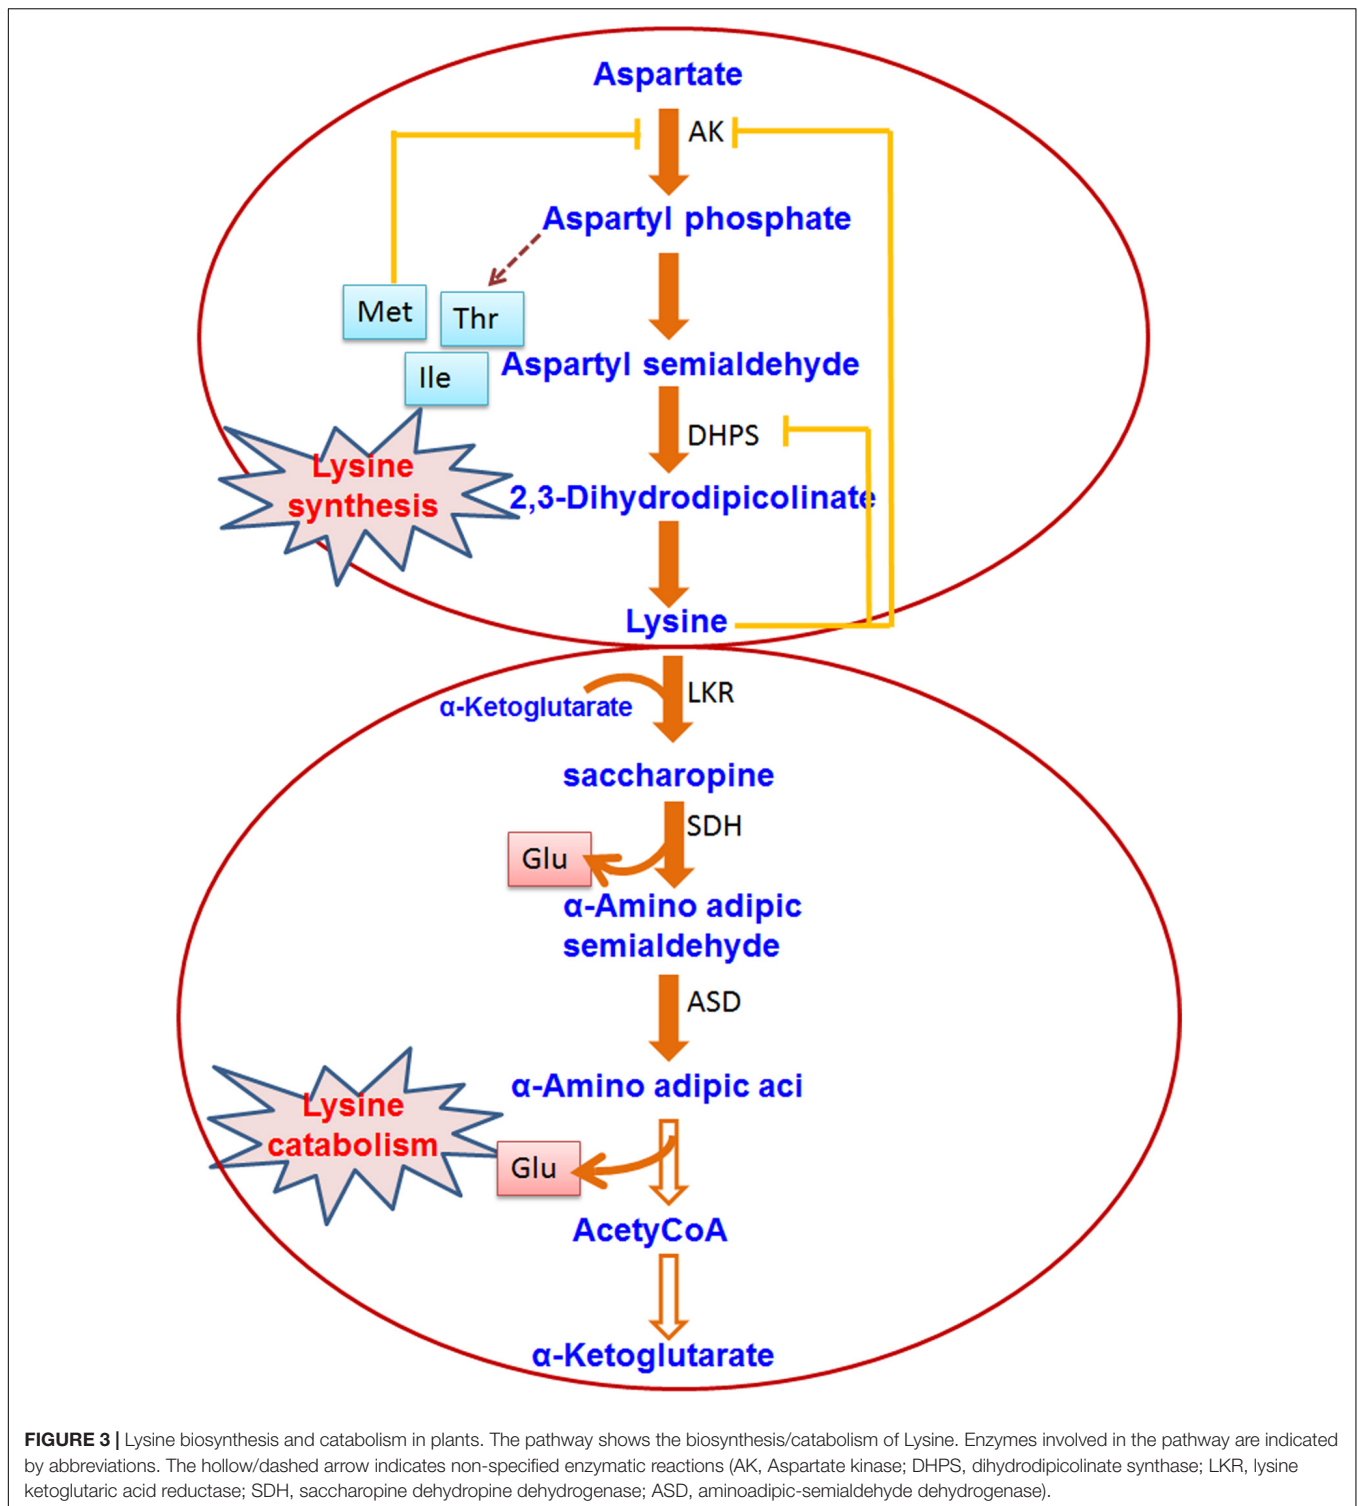 Aspartate
AK
Aspartyl phosphate
Met
Thr
Ile
Aspartyl semialdehyde
DHPS
Lysine
synthesis
2,3-Dihydrodipicolinate
Lysine
LKR
α-Ketoglutarate
saccharopine
SDH
Glu
α-Amino adipic
semialdehyde
ASD
α-Amino adipic aci
Lysine
catabolism
Glu
AcetyCoA
α-Ketoglutarate
FIGURE 3 | Lysine biosynthesis and catabolism in plants. The pathway shows the biosynthesis/catabolism of Lysine. Enzymes involved in the pathway are indicated
by abbreviations. The hollow/dashed arrow indicates non-specified enzymatic reactions (AK, Aspartate kinase; DHPS, dihydrodipicolinate synthase; LKR, lysine
ketoglutaric acid reductase; SDH, saccharopine dehydropine dehydrogenase; ASD, aminoadipic-semialdehyde dehydrogenase).